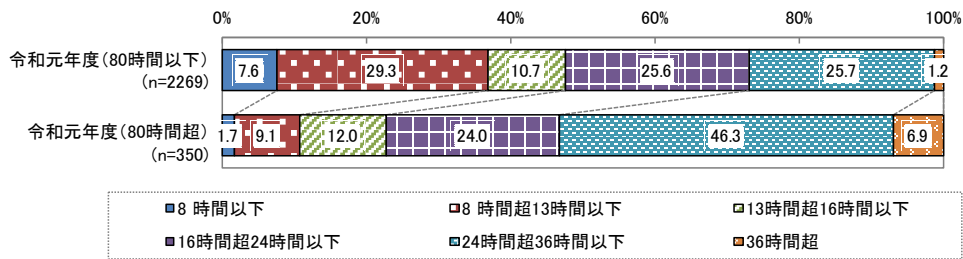 0% 20% 40% 60% 80% 100%
令和元年度（80時間以下）
（n=2269）
7.6 29.3 10.7 25.6 25.7 1.2
令和元年度（80時間超）
（n=350）
1.7 9.1 12.0 24.0 46.3 6.9
8 時間以下 8 時間超13時間以下 13時間超16時間以下
16時間超24時間以下 24時間超36時間以下 36時間超